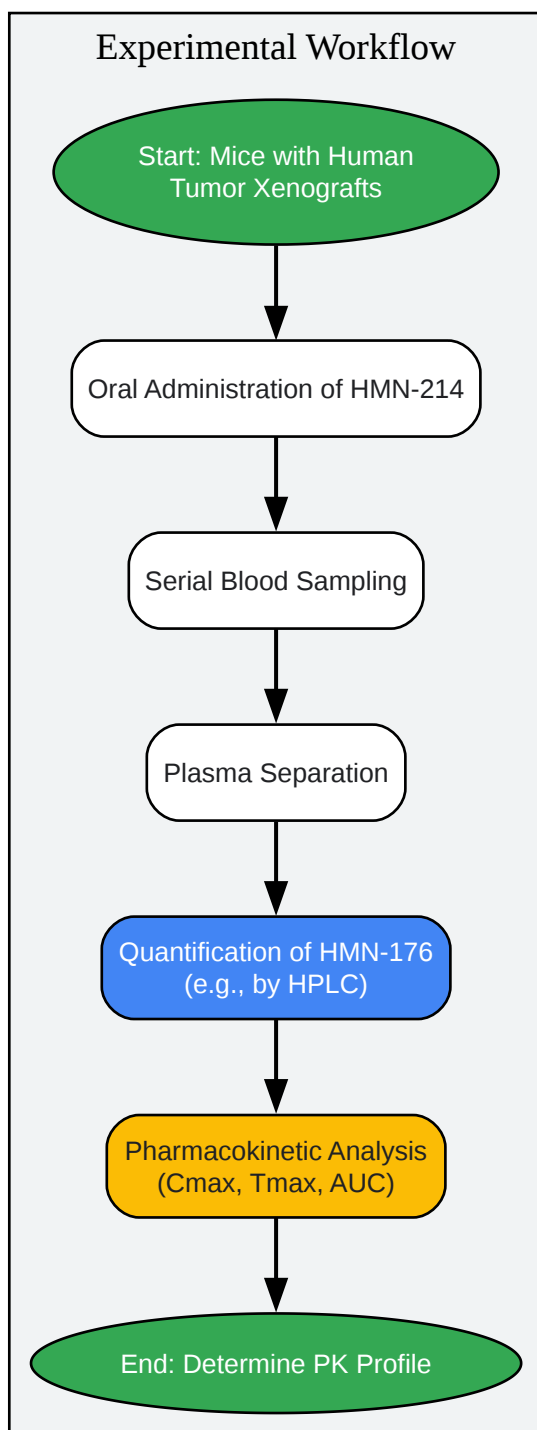 Experimental Workflow
Start: Mice with Human
Tumor Xenografts
Oral Administration of HMN-214
Serial Blood Sampling
Plasma Separation
Quantification of HMN-176
(e.g., by HPLC)
Pharmacokinetic Analysis
(Cmax, Tmax, AUC)
End: Determine PK Profile